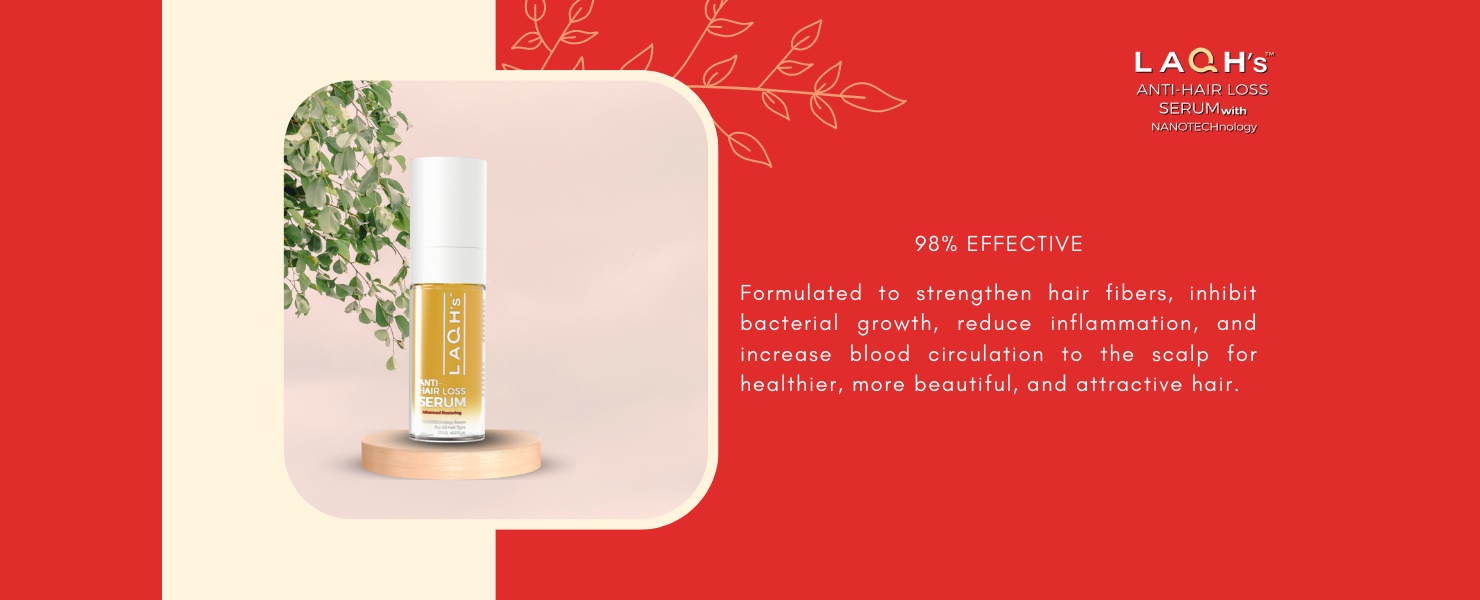 LAQH's™
ANTI-HAIR LOSS
SERUM with
NANOTECHnology
98% EFFECTIVE
Formulated to strengthen hair fibers, inhibit
bacterial growth, reduce inflammation, and
increase blood circulation to the scalp for
healthier, more beautiful, and attractive hair.
LAQH's
ANTI-
HAIR LOSS
SERUM
Advanced Restoring